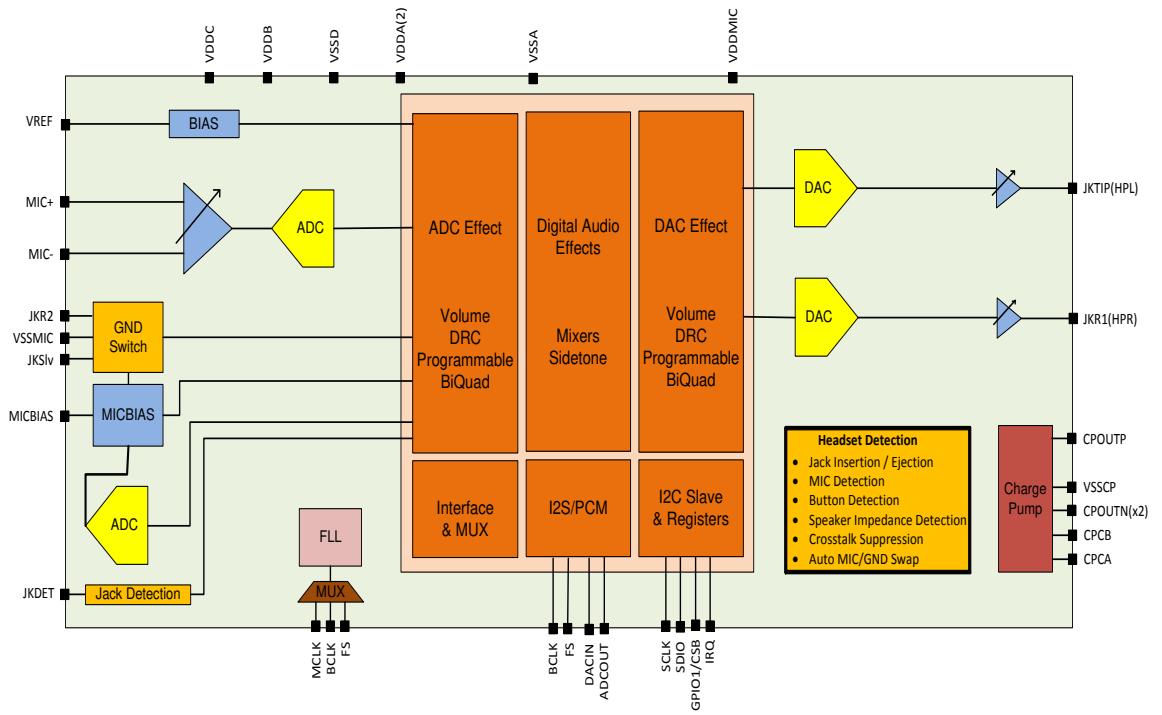 VDDC
VDDB
VSSD
VDDA(2)
VSSA
VDDMIC
VREF
BIAS
MIC+
MIC-
ADC
ADC Effect
Volume
DRC
Programmable
BiQuad
Digital Audio
Effects
Mixers
Sidetone
DAC Effect
Volume
DRC
Programmable
BiQuad
DAC
JKTIP(HPL)
DAC
JKR1(HPR)
JKR2
VSSMIC
JKSlv
GND
Switch
MICBIAS
MICBIAS
ADC
JKDET
Jack Detection
FLL
MUX
MCLK
BCLK
FS
Interface
& MUX
I2S/PCM
I2C Slave
& Registers
BCLK
FS
DACIN
ADCOUT
SCLK
SDIO
GPIO1/CSB
IRQ
Headset Detection
• Jack Insertion / Ejection
• MIC Detection
• Button Detection
• Speaker Impedance Detection
• Crosstalk Suppression
• Auto MIC/GND Swap
Charge
Pump
CPOUTP
VSSCP
CPOUTN(x2)
CPCB
CPCA